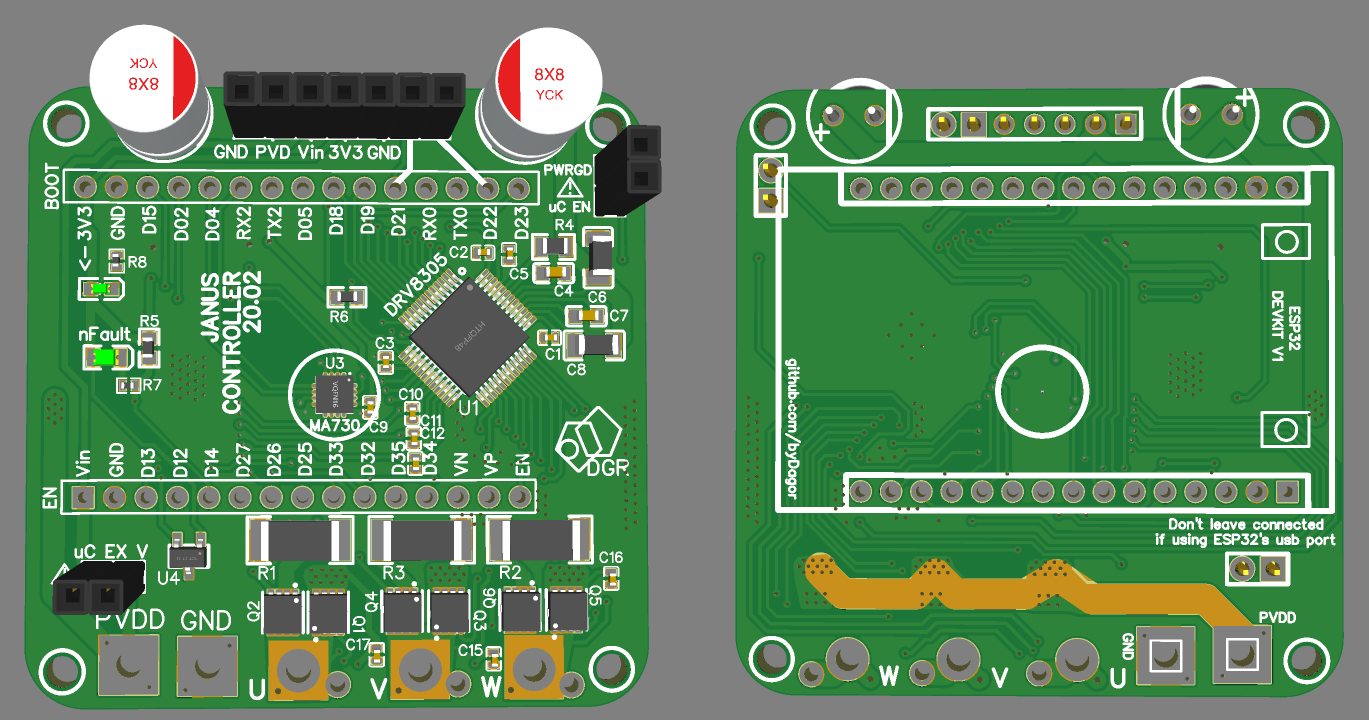 YCK
8X8
8X8
YCK
GND PVD Vin 3V3 GND
BOOT
PWRGD
uC EN
<- 3V3
GND
D15
D02
D04
RX2
TX2
D05
D18
D19
D21
RX0
TX0
D22
D23
R8
R4
C2
C5
C4
C6
DRV8305
JANUS
CONTROLLER
20.02
R6
HTQFP48
C7
C1
C8
nFault
R5
R7
C3
U3
VQFN16
MA730
C9
C10
C11
C12
U1
DGR
EN
Vin
GND
D13
D12
D14
D27
D26
D25
D33
D32
D35
D34
VN
VP
EN
uC EX V
U4
R1
R3
R2
C16
Q2
Q1
Q4
Q3
Q6
Q5
PVDD
GND
C17
C15
U
V
W
+
+
ESP32
DEVKIT V1
github.com/byDagor
Don't leave connected
if using ESP32's usb port
PVDD
GND
W
V
U